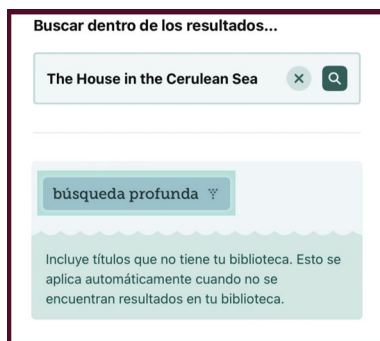 Buscar dentro de los resultados...
The House in the Cerulean Sea
búsqueda profunda
Incluye títulos que no tiene tu biblioteca. Esto se
aplica automáticamente cuando no se
encuentran resultados en tu biblioteca.